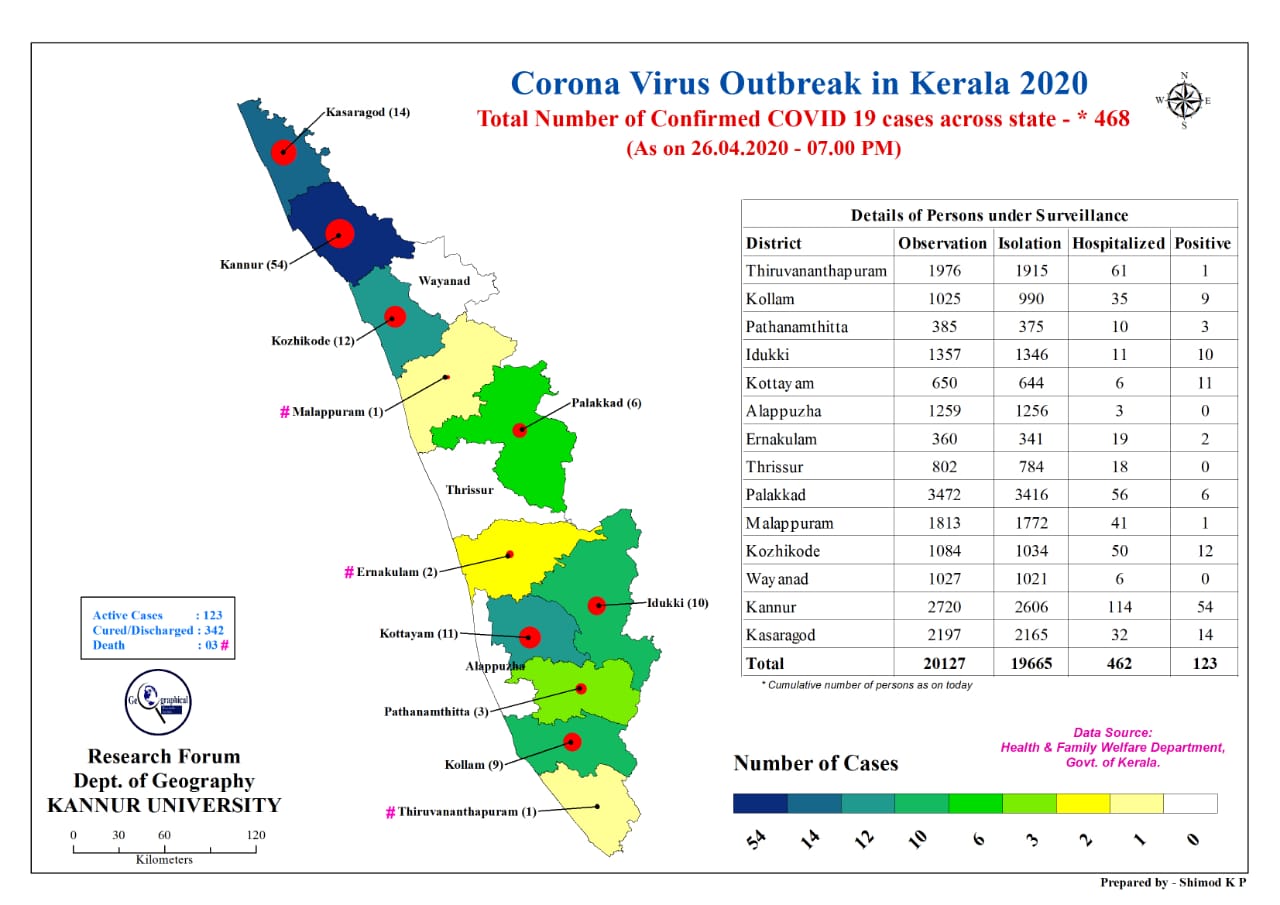 Corona Virus Outbreak in Kerala 2020
Total Number of Confirmed COVID 19 cases across state - * 468
(As on 26.04.2020 - 07.00 PM)
N
W E
S
Kasaragod (14)
Kannur (54)
Wayanad
Kozhikode (12)
# Malappuram (1)
Palakkad (6)
Thrissur
# Ernakulam (2)
Idukki (10)
Kottayam (11)
Alappuzha
Pathanamthitta (3)
Kollam (9)
# Thiruvananthapuram (1)
Details of Persons under Surveillance
District Observation Isolation Hospitalized Positive
Thiruvananthapuram 1976 1915 61 1
Kollam 1025 990 35 9
Pathanamthitta 385 375 10 3
Idukki 1357 1346 11 10
Kottayam 650 644 6 11
Alappuzha 1259 1256 3 0
Ernakulam 360 341 19 2
Thrissur 802 784 18 0
Palakkad 3472 3416 56 6
Malappuram 1813 1772 41 1
Kozhikode 1084 1034 50 12
Wayanad 1027 1021 6 0
Kannur 2720 2606 114 54
Kasaragod 2197 2165 32 14
Total 20127 19665 462 123
* Cumulative number of persons as on today
Active Cases : 123
Cured/Discharged : 342
Death : 03 #
Ge graphical
Research Forum
Dept. of Geography
KANNUR UNIVERSITY
0 30 60 120
Kilometers
Data Source:
Health & Family Welfare Department,
Govt. of Kerala.
Number of Cases
54 14 12 10 6 3 2 1 0
Prepared by - Shimod K P